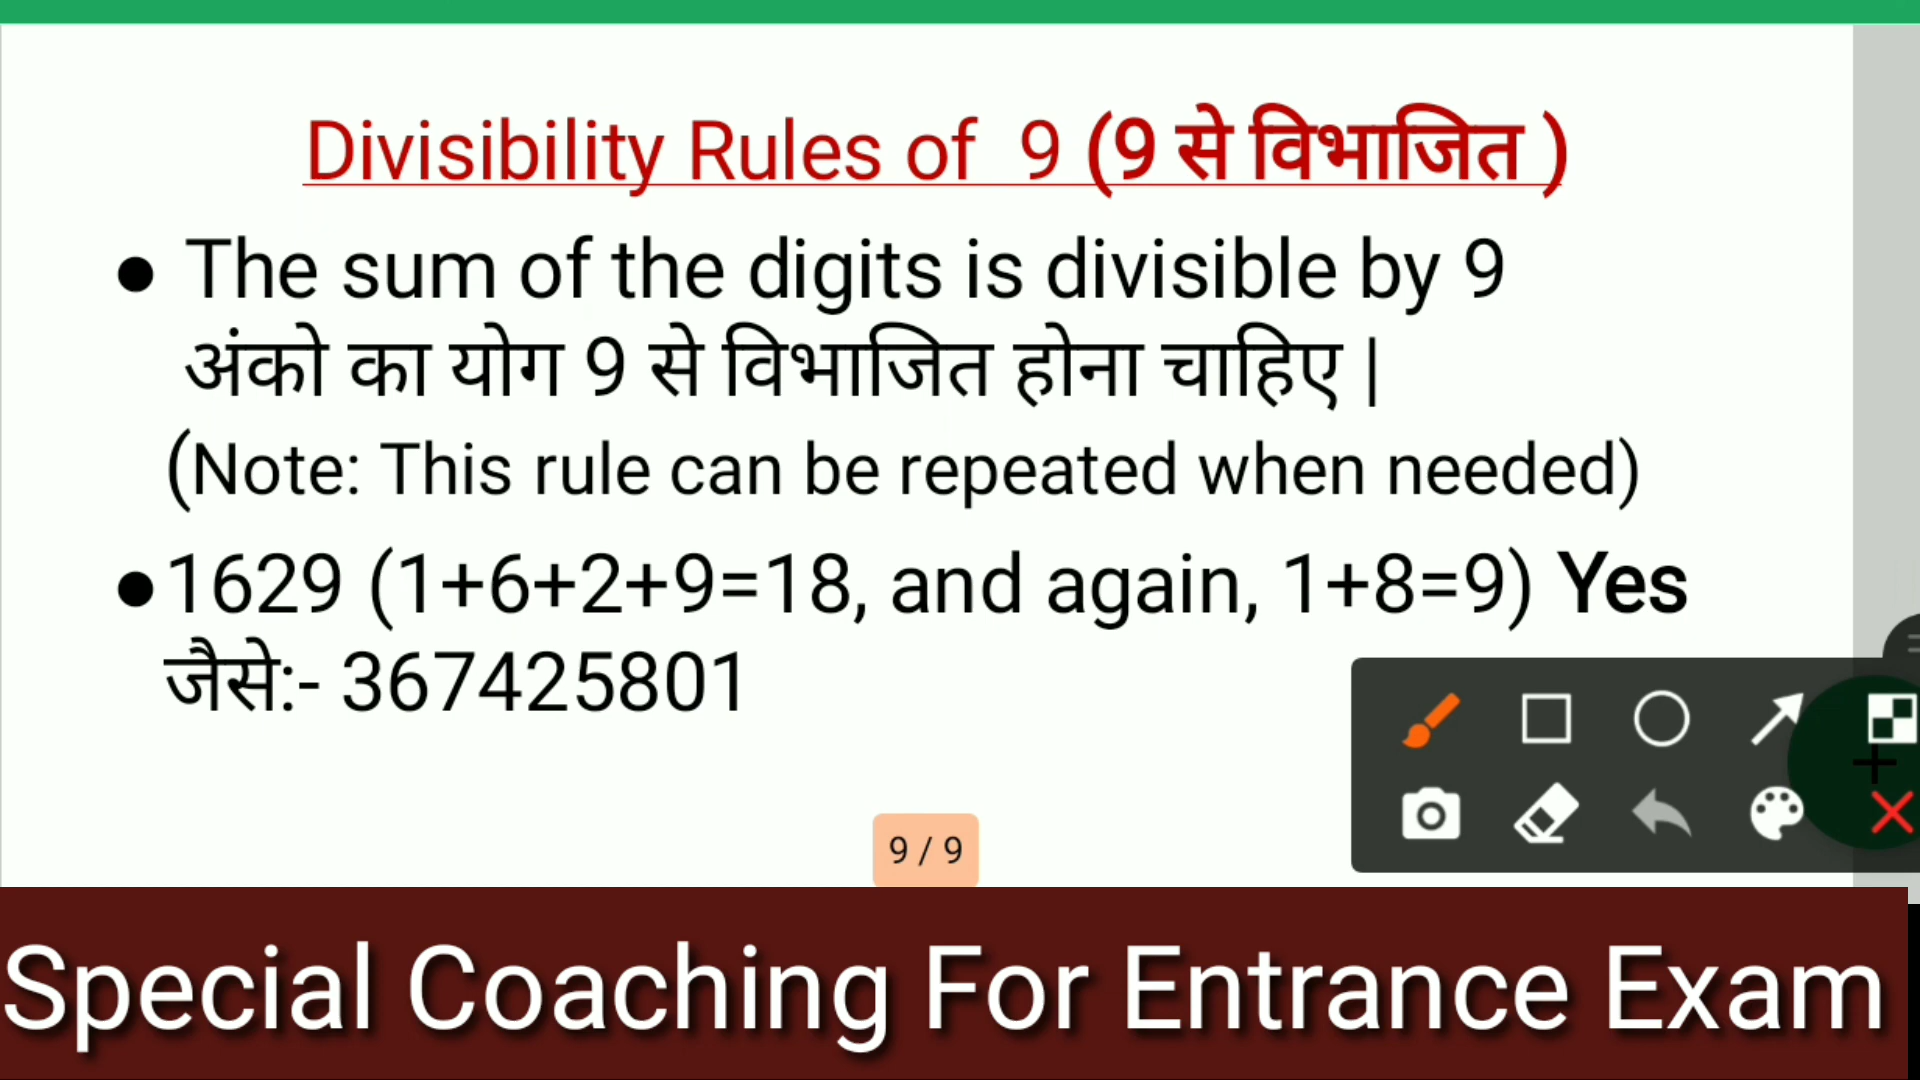 Divisibility Rules of 9 (9 से विभाजित )
● The sum of the digits is divisible by 9
अंको का योग 9 से विभाजित होना चाहिए |
(Note: This rule can be repeated when needed)
●1629 (1+6+2+9=18, and again, 1+8=9) Yes
जैसे:- 367425801
9 / 9
Special Coaching For Entrance Exam